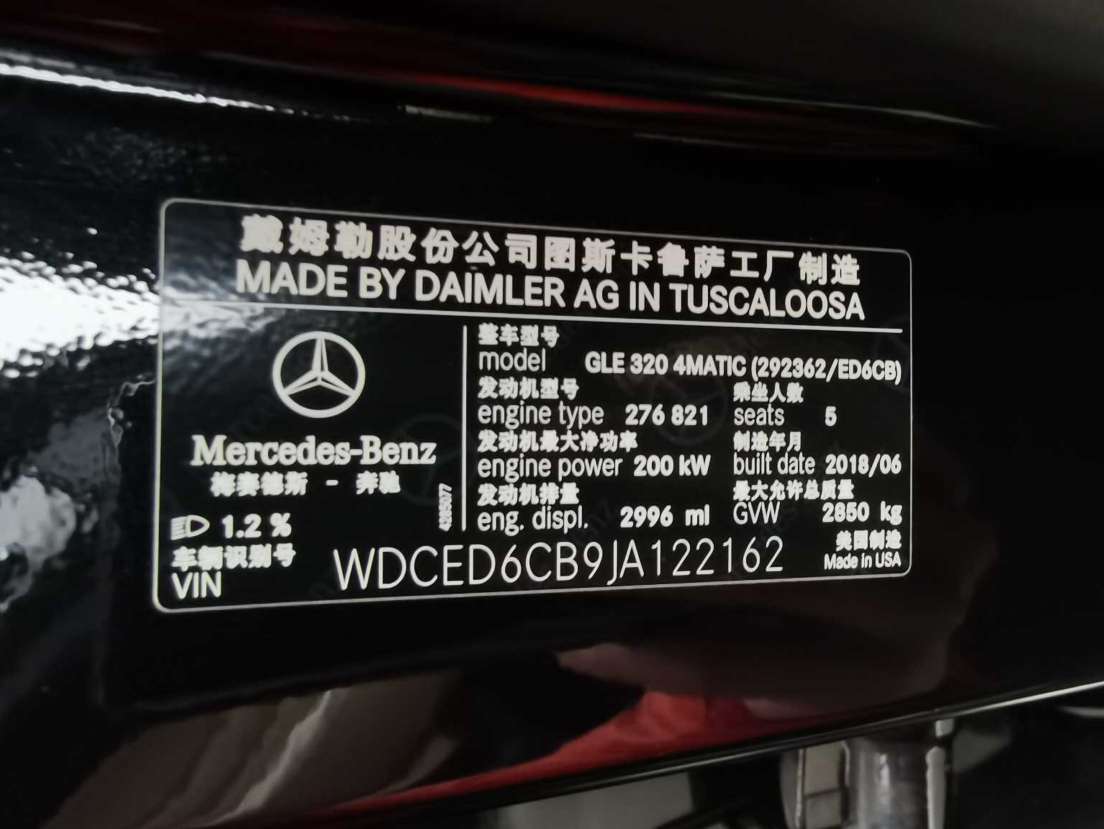 戴姆勒股份公司图斯卡鲁萨工厂制造
MADE BY DAIMLER AG IN TUSCALOOSA
Mercedes-Benz
梅赛德斯 - 奔驰
1.2 %
4285077
整车型号
model GLE 320 4MATIC (292362/ED6CB)
发动机型号 乘坐人数
engine type 276 821 seats 5
发动机最大净功率 制造年月
engine power 200 kW built date 2018/06
发动机排量 最大允许总质量
eng. displ. 2996 ml GVW 2850 kg
车辆识别号
VIN WDCED6CB9JA122162
美国制造
Made in USA